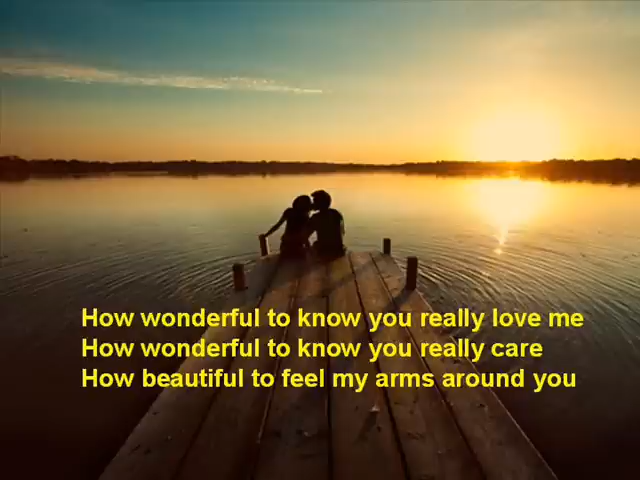 How wonderful to know you really love me
How wonderful to know you really care
How beautiful to feel my arms around you